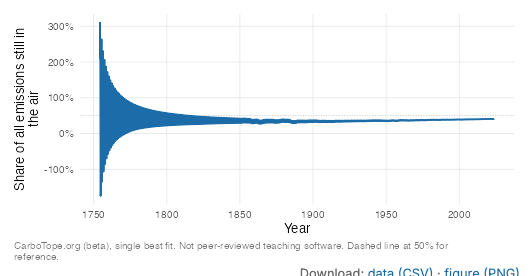 300%
200%
100%
0%
-100%
Share of all emissions still in
the air
1750
1800
1850
1900
1950
2000
Year
CarboTope.org (beta), single best fit. Not peer-reviewed teaching software. Dashed line at 50% for
reference.
Download: data (CSV) · figure (PNG)